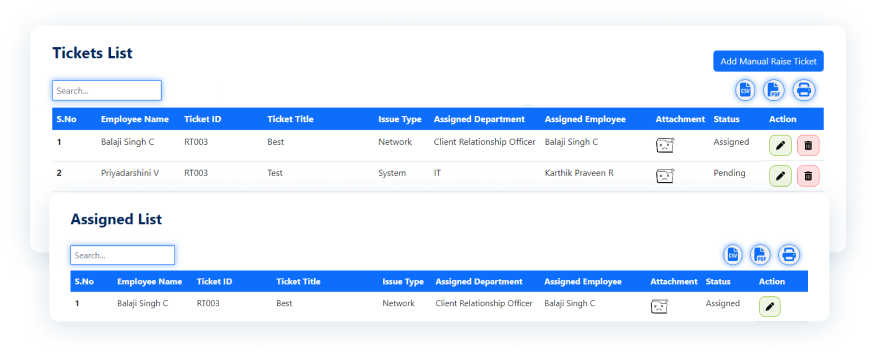 Tickets List
Add Manual Raise Ticket
Search...
CSV PDF
S.No Employee Name Ticket ID Ticket Title Issue Type Assigned Department Assigned Employee Attachment Status Action
1 Balaji Singh C RT003 Best Network Client Relationship Officer Balaji Singh C Assigned
2 Priyadarshini V RT003 Test System IT Karthik Praveen R Pending
Assigned List
Search...
CSV PDF
S.No Employee Name Ticket ID Ticket Title Issue Type Assigned Department Assigned Employee Attachment Status Action
1 Balaji Singh C RT003 Best Network Client Relationship Officer Balaji Singh C Assigned